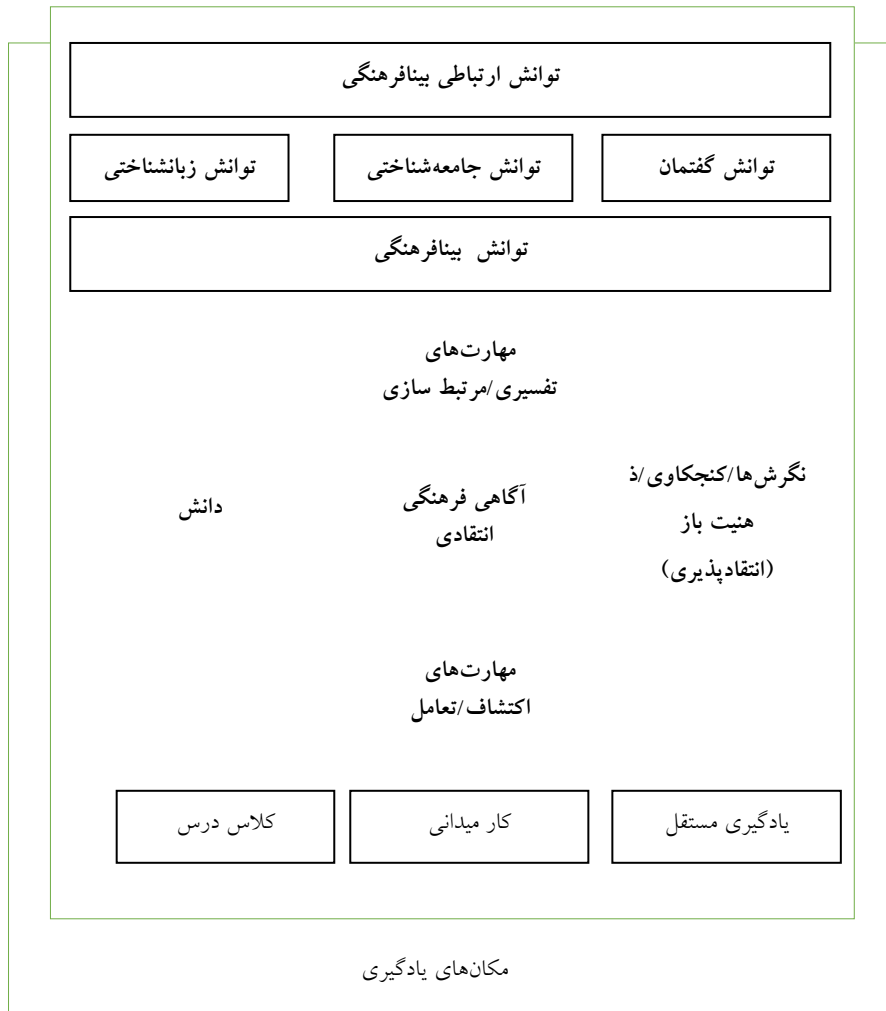 توانش ارتباطی بینافرهنگی
توانش گفتمان
توانش جامعه‌شناختی
توانش زبانشناختی
توانش بینافرهنگی
مهارت‌های
تفسیری/مرتبط سازی
نگرش‌ها/کنجکاوی/ذ
هنیت باز
(انتقادپذیری)
آگاهی فرهنگی
انتقادی
دانش
مهارت‌های
اکتشاف/تعامل
یادگیری مستقل
کار میدانی
کلاس درس
مکان‌های یادگیری